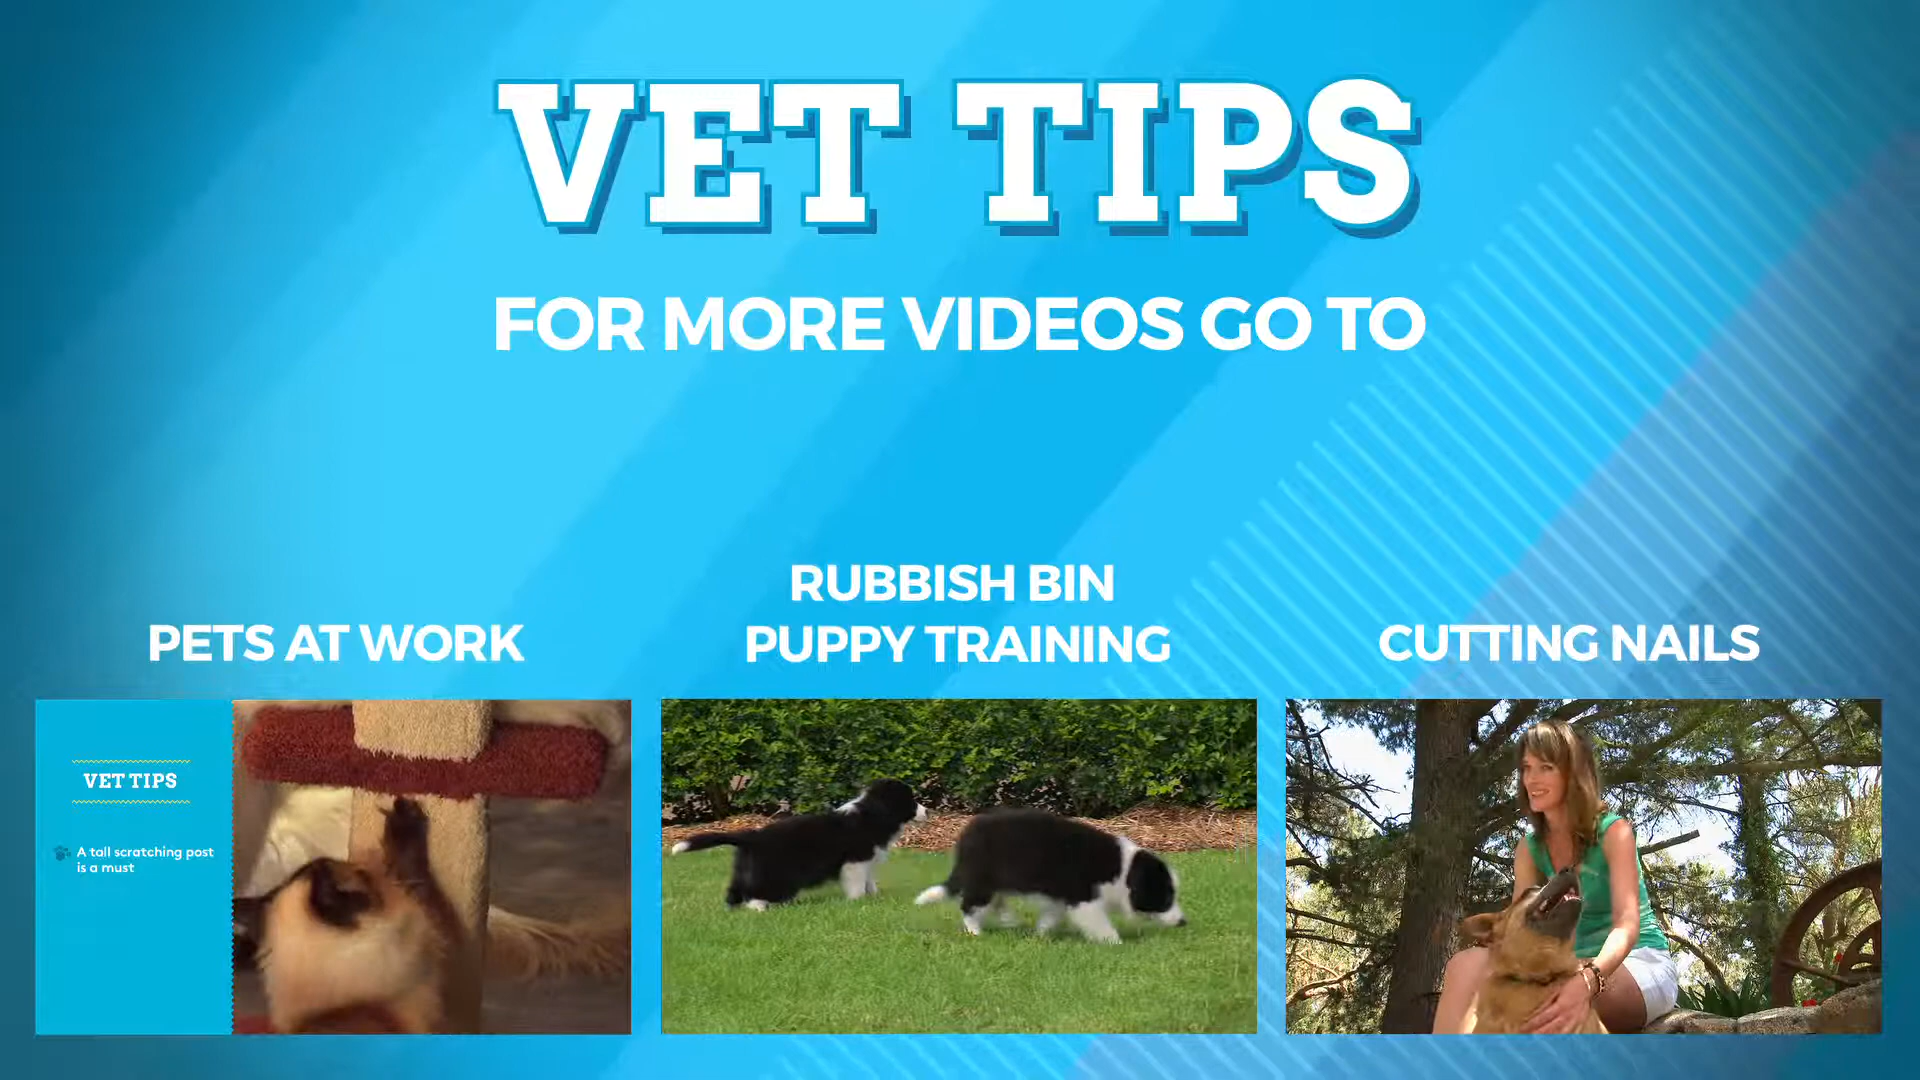 VET TIPS
FOR MORE VIDEOS GO TO
PETS AT WORK
RUBBISH BIN
PUPPY TRAINING
CUTTING NAILS
VET TIPS
A tall scratching post
is a must